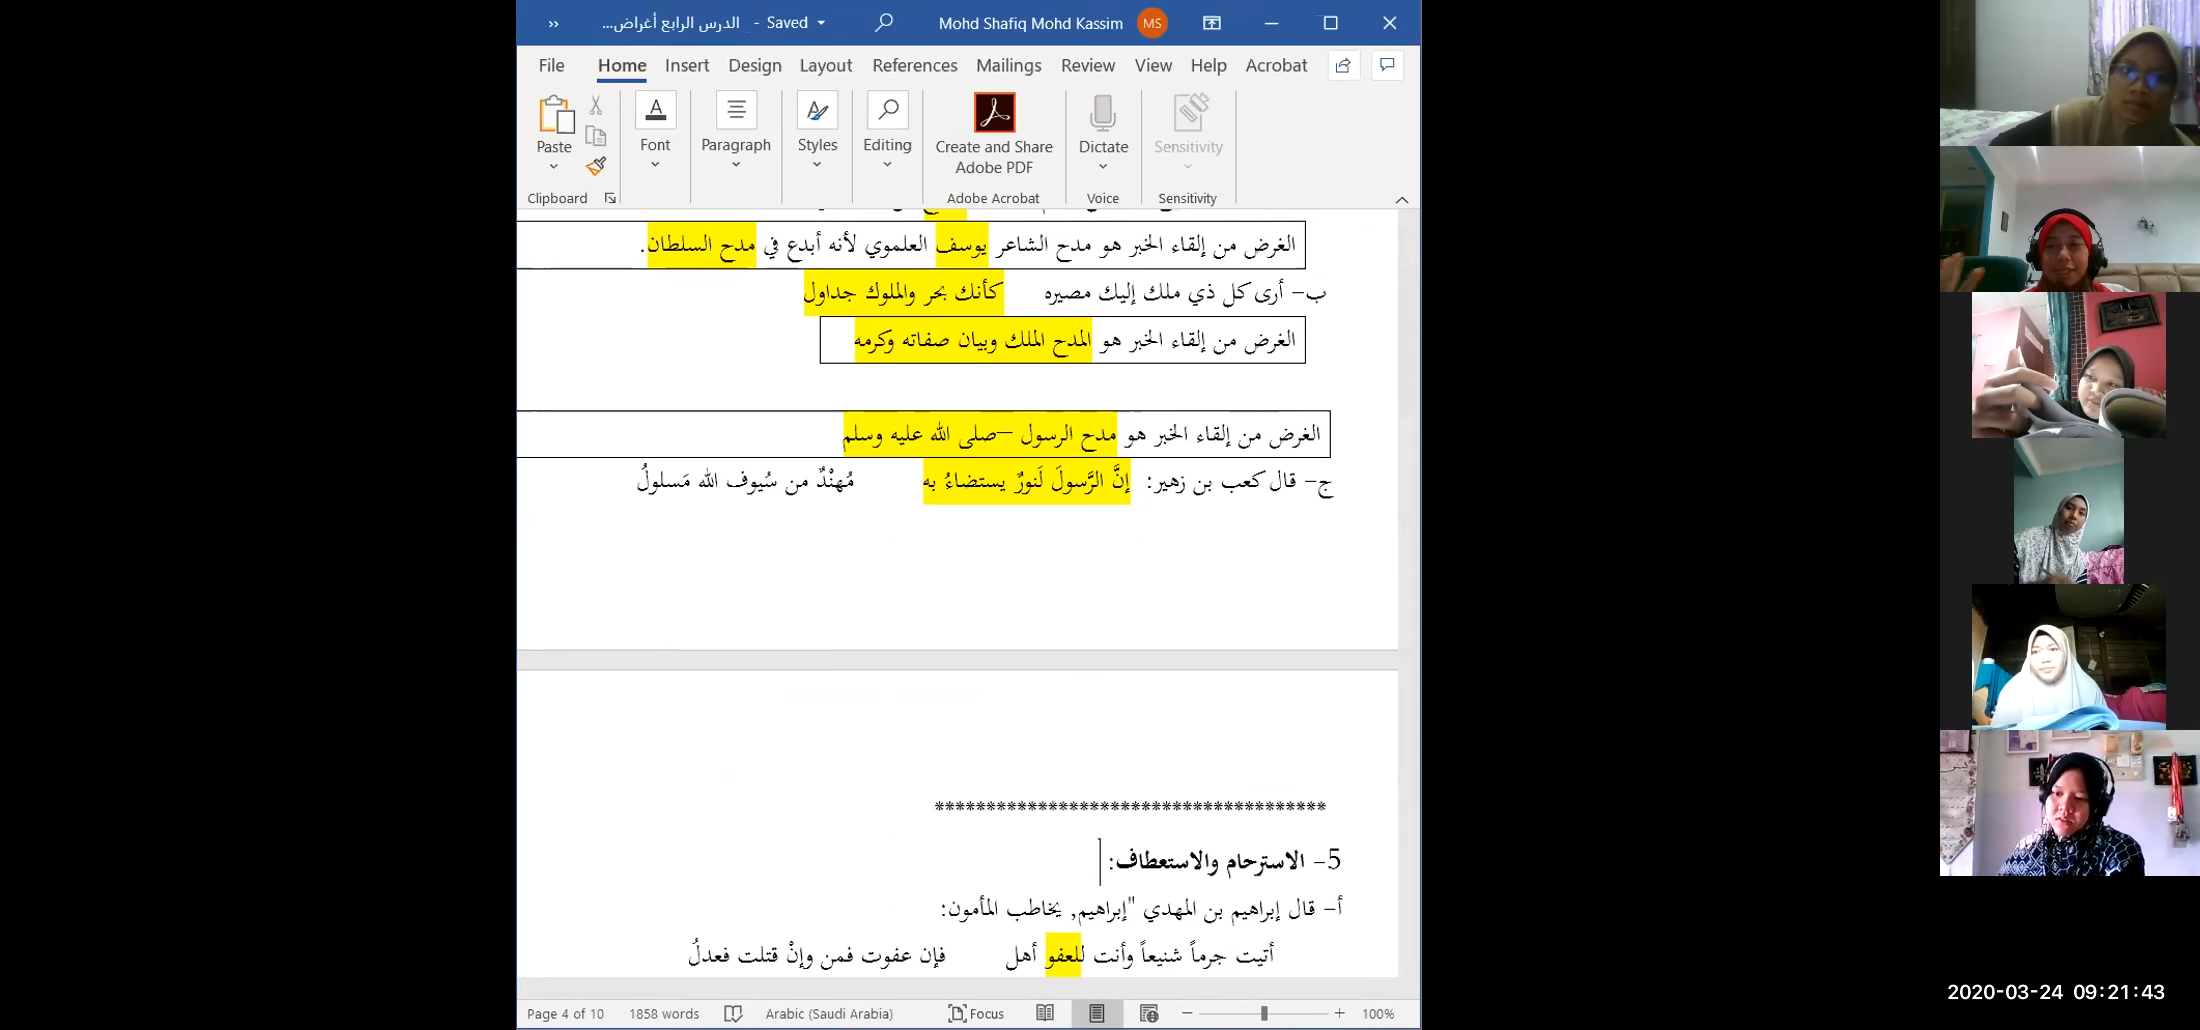 الدرس الرابع أغراض... - Saved
Mohd Shafiq Mohd Kassim MS
File Home Insert Design Layout References Mailings Review View Help Acrobat
Paste
Font
Paragraph
Styles
Editing
Create and Share
Adobe PDF
Dictate
Sensitivity
Clipboard
Adobe Acrobat
Voice
Sensitivity
الغرض من إلقاء الخبر هو مدح الشاعر يوسف العلموي لأنه أبدع في مدح السلطان.
ب- أرى كل ذي ملك إليك مصيره كأنك بحر والملوك جداول
الغرض من إلقاء الخبر هو المدح الملك وبيان صفاته وكرمه
الغرض من إلقاء الخبر هو مدح الرسول –صلى الله عليه وسلم
ج- قال كعب بن زهير: إنَّ الرَّسولَ لَنورٌ يستضاءُ به مُهنْدٌ من سُيوف الله مَسلولُ
**************************************
5- الاسترحام والاستعطاف:
أ- قال إبراهيم بن المهدي "إبراهيم, يخاطب المأمون:
أتيت جرماً شنيعاً وأنت للعفو أهل فإن عفوت فمن وإنْ قتلت فعدلُ
Page 4 of 10 1858 words Arabic (Saudi Arabia) Focus 100%
2020-03-24 09:21:43